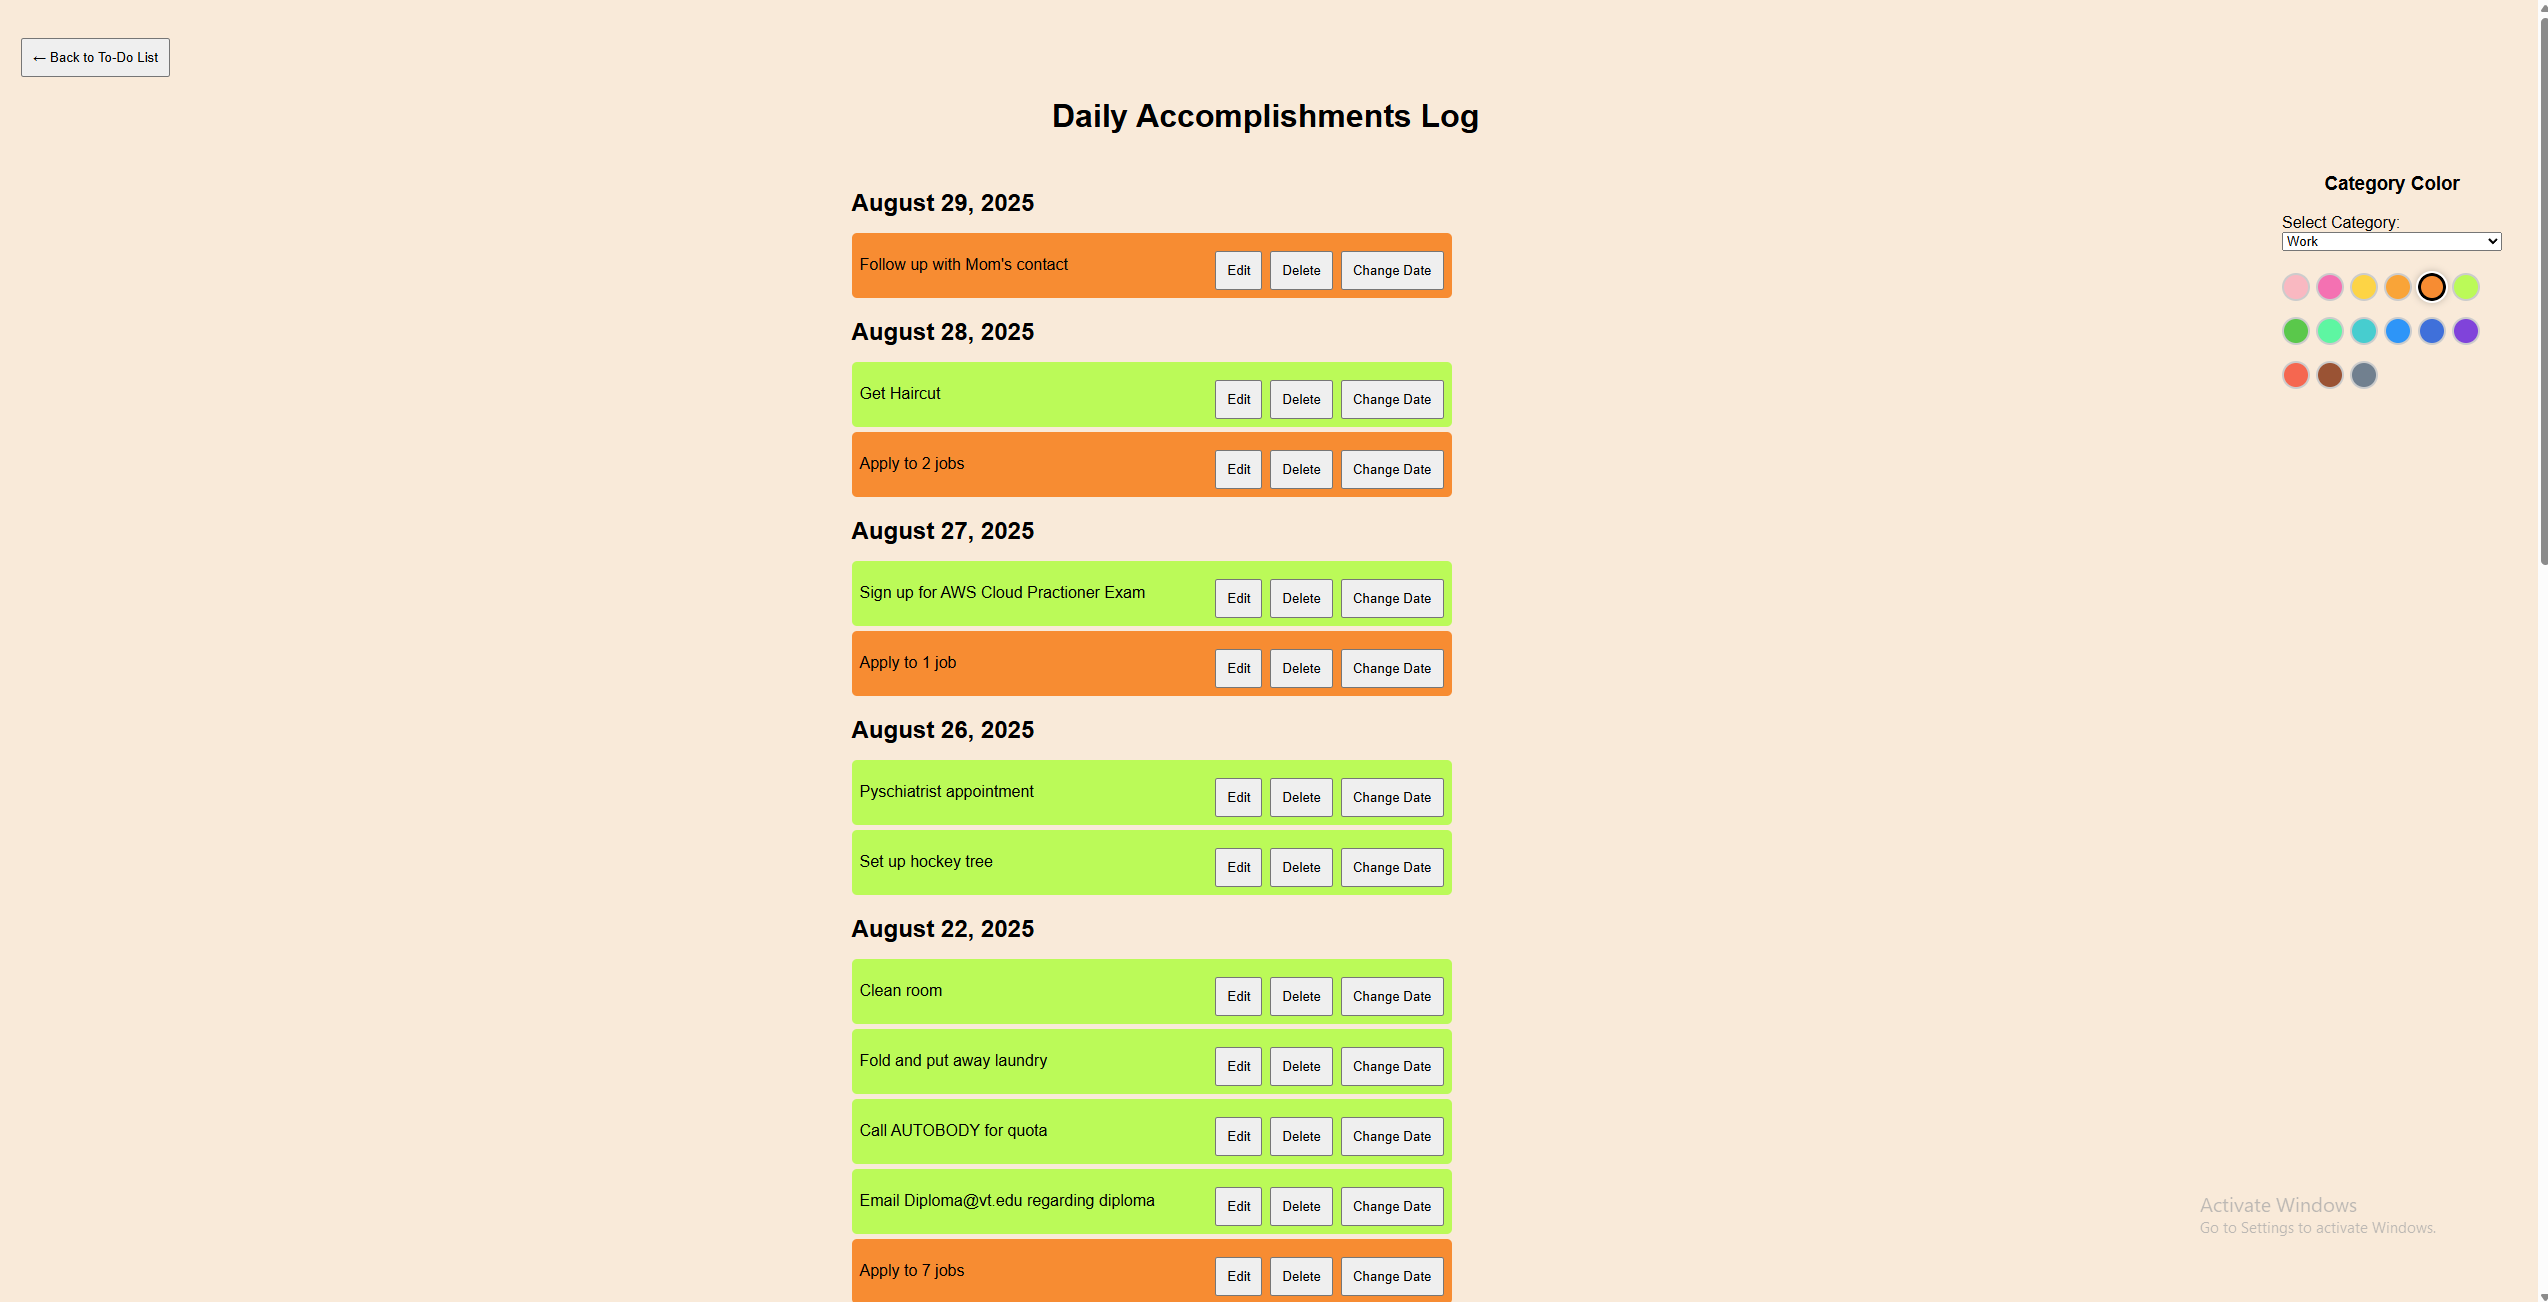 ← Back to To-Do List
Daily Accomplishments Log
Category Color
Select Category:
Work
August 29, 2025
Follow up with Mom's contact Edit Delete Change Date
August 28, 2025
Get Haircut Edit Delete Change Date
Apply to 2 jobs Edit Delete Change Date
August 27, 2025
Sign up for AWS Cloud Practioner Exam Edit Delete Change Date
Apply to 1 job Edit Delete Change Date
August 26, 2025
Pyschiatrist appointment Edit Delete Change Date
Set up hockey tree Edit Delete Change Date
August 22, 2025
Clean room Edit Delete Change Date
Fold and put away laundry Edit Delete Change Date
Call AUTOBODY for quota Edit Delete Change Date
Email Diploma@vt.edu regarding diploma Edit Delete Change Date
Apply to 7 jobs Edit Delete Change Date
Activate Windows
Go to Settings to activate Windows.